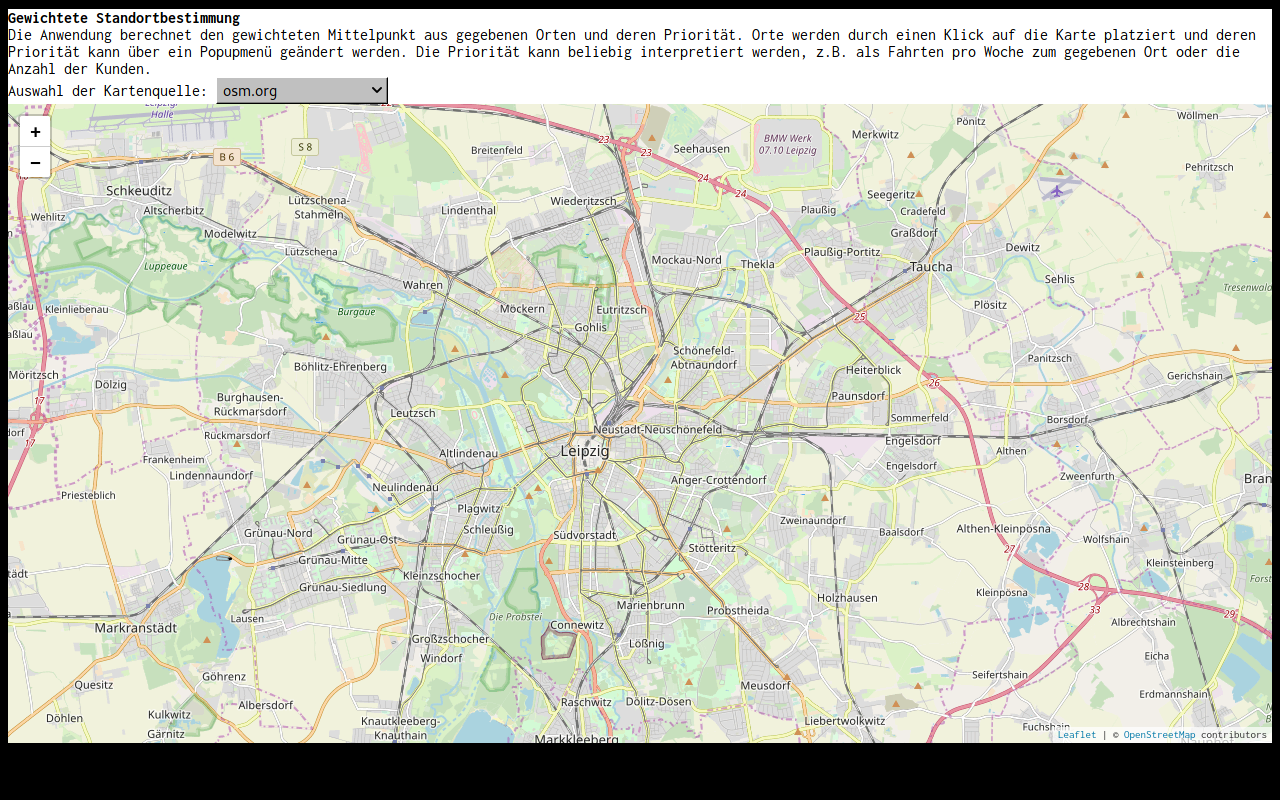 Gewichtete Standortbestimmung
Die Anwendung berechnet den gewichteten Mittelpunkt aus gegebenen Orten und deren Priorität. Orte werden durch einen Klick auf die Karte platziert und deren
Priorität kann über ein Popupmenü geändert werden. Die Priorität kann beliebig interpretiert werden, z.B. als Fahrten pro Woche zum gegebenen Ort oder die
Anzahl der Kunden.
Auswahl der Kartenquelle: osm.org
+
−
Halle
B 6
S 8
23
23
24
24
Breitenfeld
Seehausen
BMW Werk
07.10 Leipzig
Merkwitz
Pönitz
Wöllmen
Pehritzsch
Schkeuditz
Altscherbitz
Wehlitz
Modelwitz
Lützschena-
Stahmeln
Lützschena
Lindenthal
Wiederitzsch
Plaußig
Seegeritz
Cradefeld
Graßdorf
Plaußig-Portitz
Dewitz
Taucha
Sehlis
Plösitz
Luppeaue
Burgaue
Wahren
Möckern
Mockau-Nord
Thekla
Eutritzsch
Gohlis
Kleinliebenau
Möritzsch
Dölzig
17
17
Böhlitz-Ehrenberg
Burghausen-
Rückmarsdorf
Rückmarsdorf
Leutzsch
Schönefeld-
Abtnaundorf
25
26
Heiterblick
Paunsdorf
Panitzsch
Gerichshain
Sommerfeld
Borsdorf
Engelsdorf
Althen
Engelsdorf
Zweenfurth
Neustadt-Neuschönefeld
Leipzig
Altlindenau
Frankenheim
Lindennaundorf
Priesteblich
Neulindenau
Plagwitz
Schleußig
Anger-Crottendorf
Südvorstadt
Stötteritz
Zweinaundorf
Baalsdorf
Althen-Kleinposna
Wolfshain
27
Kleinsteinberg
Kleinpösna
28
33
29
Grünau-Nord
Grünau-Ost
Grünau-Mitte
Grünau-Siedlung
Kleinzschocher
Lausen
Markranstädt
Die Probstei
Connewitz
Marienbrunn
Probstheida
Holzhausen
Albrechtshain
Lößnig
Großzschocher
Windorf
Eicha
Seifertshain
Erdmannshain
Quesitz
Göhrenz
Albersdorf
Döhlen
Kulkwitz
Gärnitz
Knautkleeberg-
Knauthain
Raschwitz
Dölitz-Dösen
Meusdorf
Liebertwolkwitz
Markkleeberg
Leaflet | © OpenStreetMap contributors